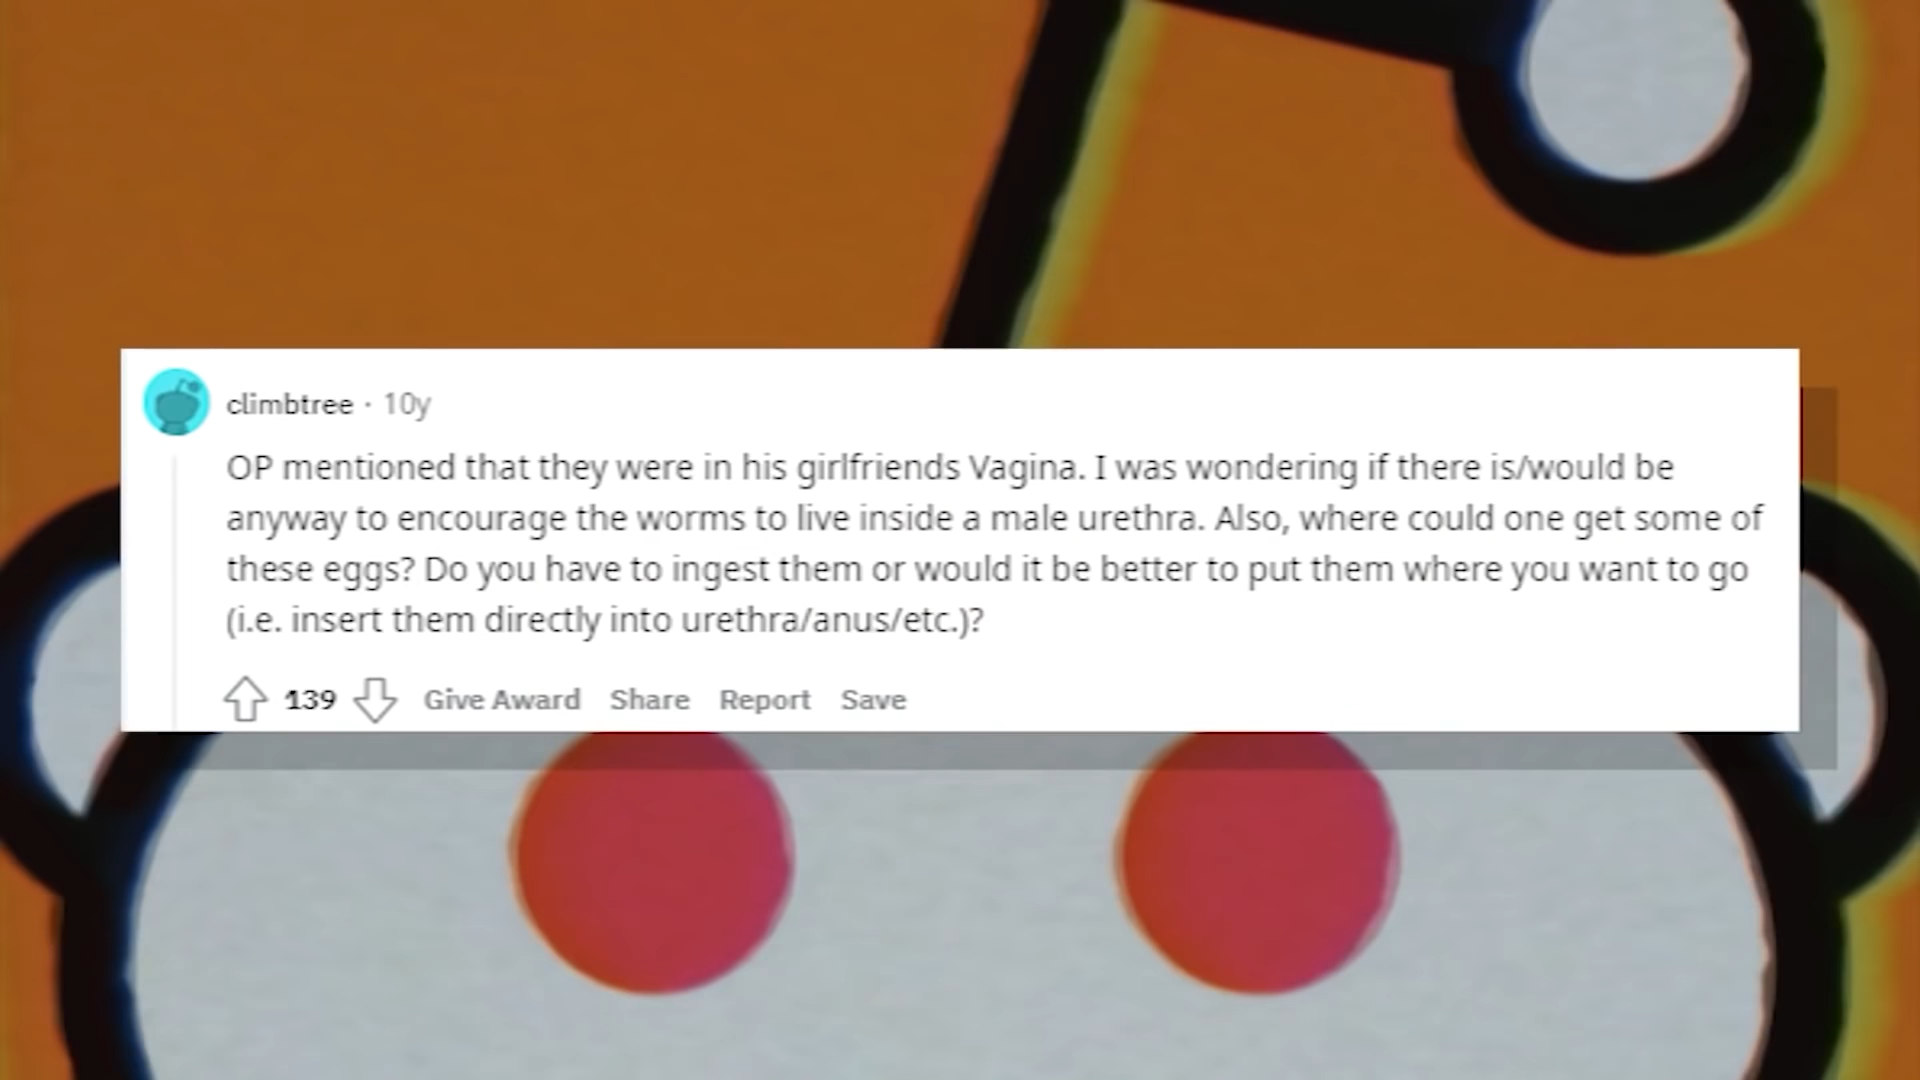 climbtree · 10y
OP mentioned that they were in his girlfriends Vagina. I was wondering if there is/would be
anyway to encourage the worms to live inside a male urethra. Also, where could one get some of
these eggs? Do you have to ingest them or would it be better to put them where you want to go
(i.e. insert them directly into urethra/anus/etc.)?
139 Give Award Share Report Save